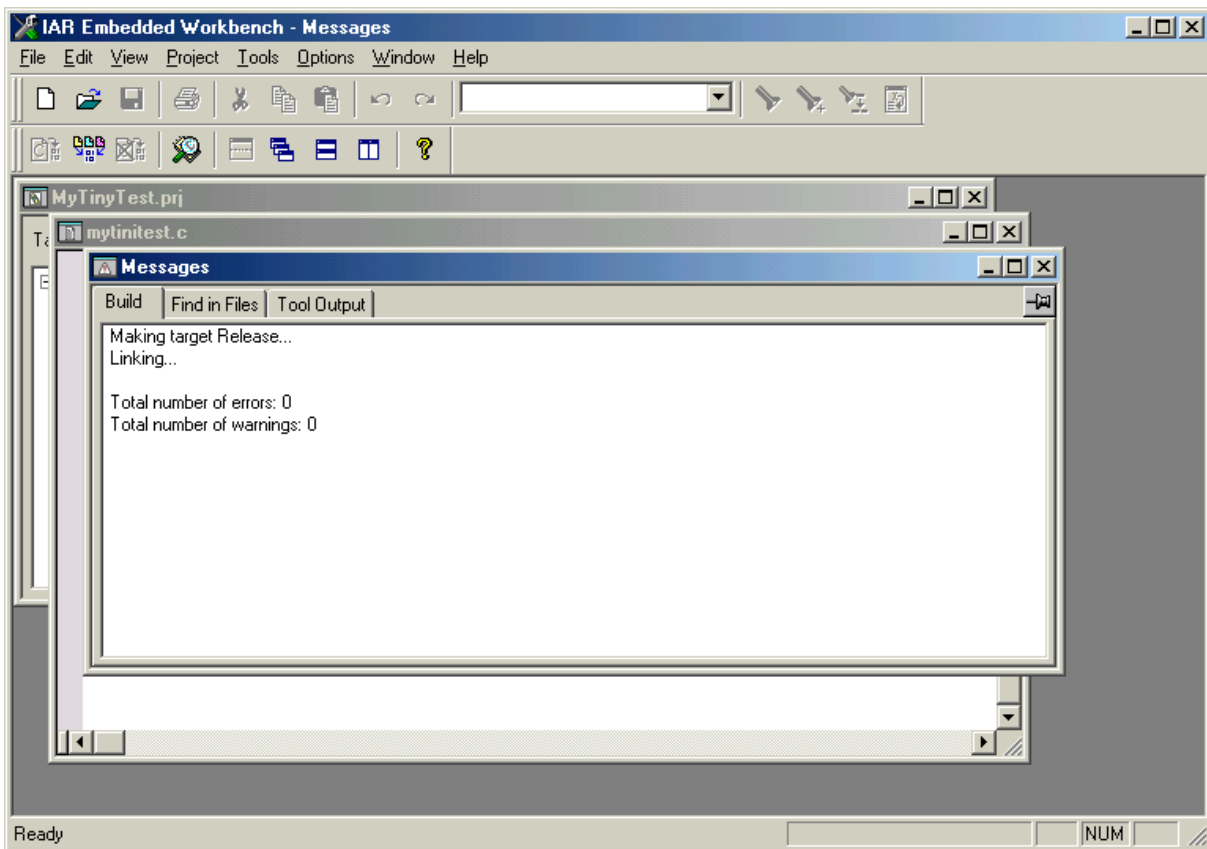 IAR Embedded Workbench - Messages
File Edit View Project Tools Options Window Help
MyTinyTest.prj
mytinitest.c
Messages
Build Find in Files Tool Output
Making target Release...
Linking...
Total number of errors: 0
Total number of warnings: 0
Ready NUM